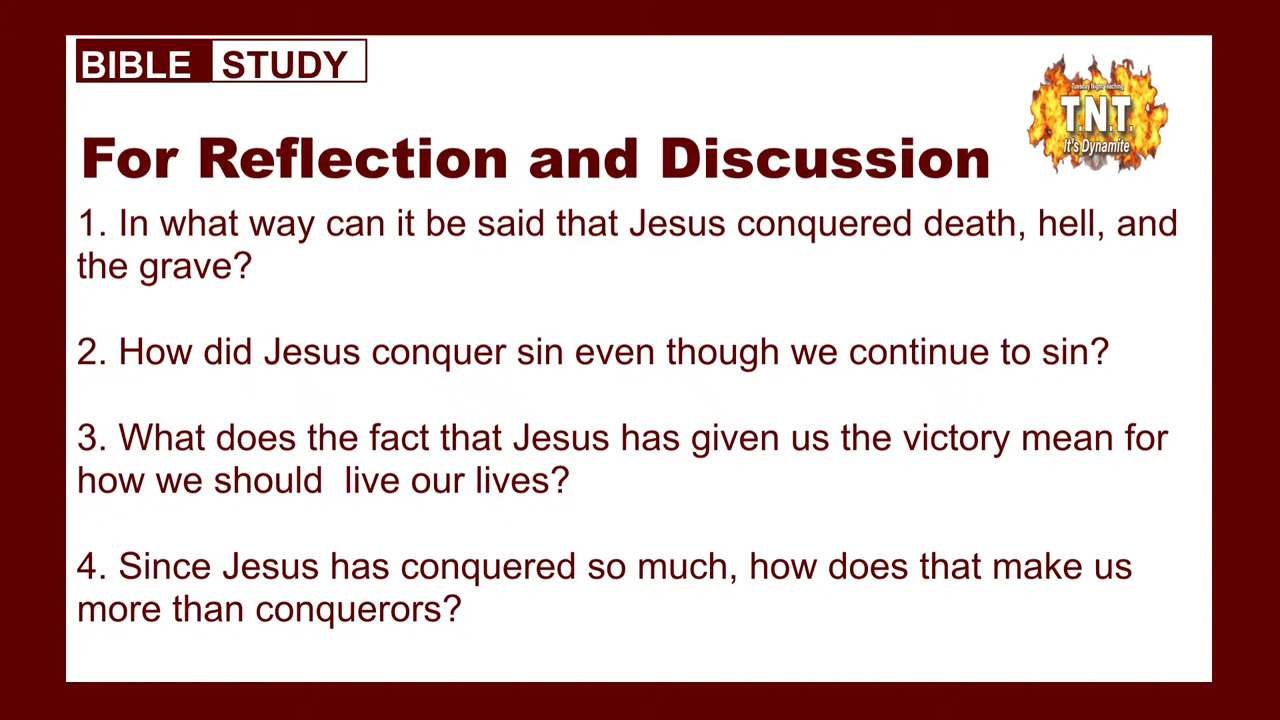 BIBLE STUDY
Tuesday Night Teaching
T.N.T.
It's Dynamite
For Reflection and Discussion
1. In what way can it be said that Jesus conquered death, hell, and
the grave?
2. How did Jesus conquer sin even though we continue to sin?
3. What does the fact that Jesus has given us the victory mean for
how we should  live our lives?
4. Since Jesus has conquered so much, how does that make us
more than conquerors?